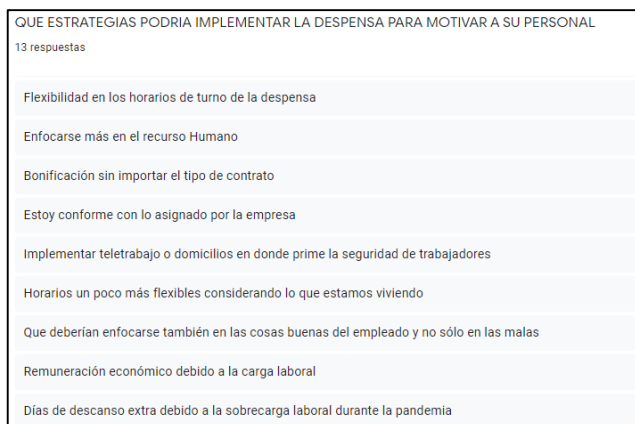 QUE ESTRATEGIAS PODRIA IMPLEMENTAR LA DESPENSA PARA MOTIVAR A SU PERSONAL
13 respuestas
Flexibilidad en los horarios de turno de la despensa
Enfocarse más en el recurso Humano
Bonificación sin importar el tipo de contrato
Estoy conforme con lo asignado por la empresa
Implementar teletrabajo o domicilios en donde prime la seguridad de trabajadores
Horarios un poco más flexibles considerando lo que estamos viviendo
Que deberían enfocarse también en las cosas buenas del empleado y no sólo en las malas
Remuneración económico debido a la carga laboral
Días de descanso extra debido a la sobrecarga laboral durante la pandemia